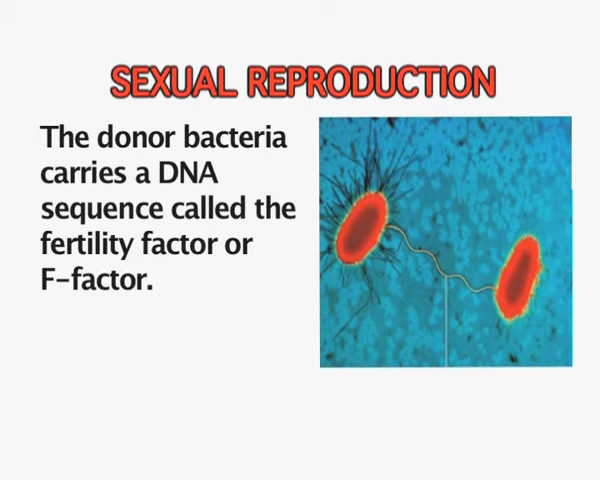 SEXUAL REPRODUCTION
The donor bacteria
carries a DNA
sequence called the
fertility factor or
F-factor.